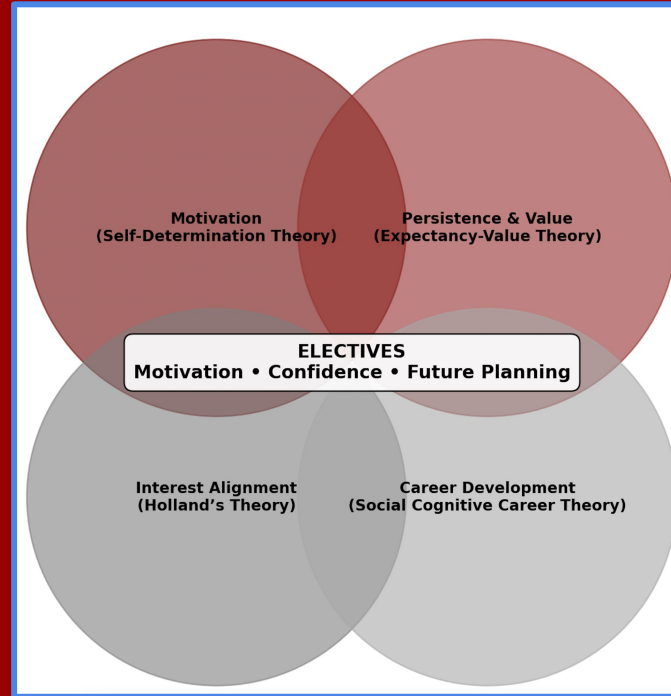 Motivation
(Self-Determination Theory)
Persistence & Value
(Expectancy-Value Theory)
ELECTIVES
Motivation • Confidence • Future Planning
Interest Alignment
(Holland’s Theory)
Career Development
(Social Cognitive Career Theory)